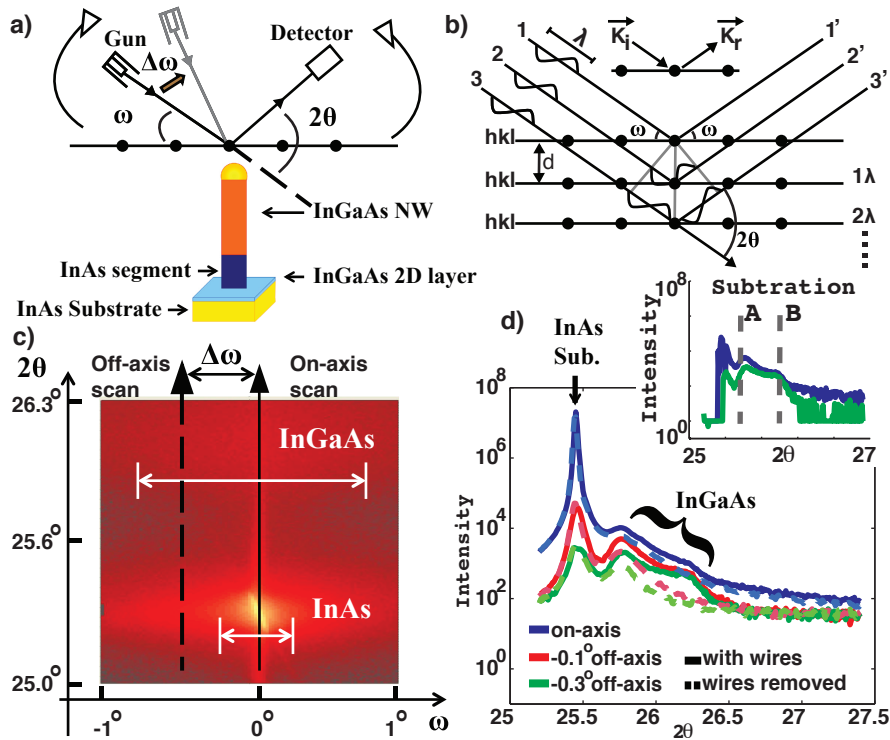 a)
Gun
Detector
Δω
ω
2θ
InGaAs NW
InAs segment
InGaAs 2D layer
InAs Substrate
b)
1
2
3
λ
K_i
K_r
1'
2'
3'
ω
ω
hkl
d
hkl
1λ
hkl
2λ
2θ
c)
2θ
Off-axis scan
Δω
On-axis scan
26.3°
InGaAs
25.6°
InAs
25.0°
-1°
0°
1°
ω
d)
InAs Sub.
Intensity
10^8
10^6
10^4
10^2
10^0
InGaAs
on-axis
-0.1° off-axis
-0.3° off-axis
with wires
wires removed
25
25.5
26
26.5
27
27.5
2θ
Subtration
A
B
Intensity
10^8
10^0
25
2θ
27